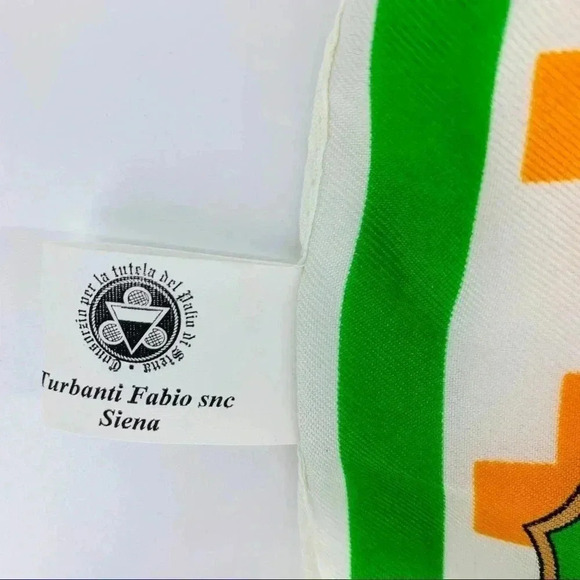 Consorzio per la tutela del Palio di Siena
Turbanti Fabio snc
Siena